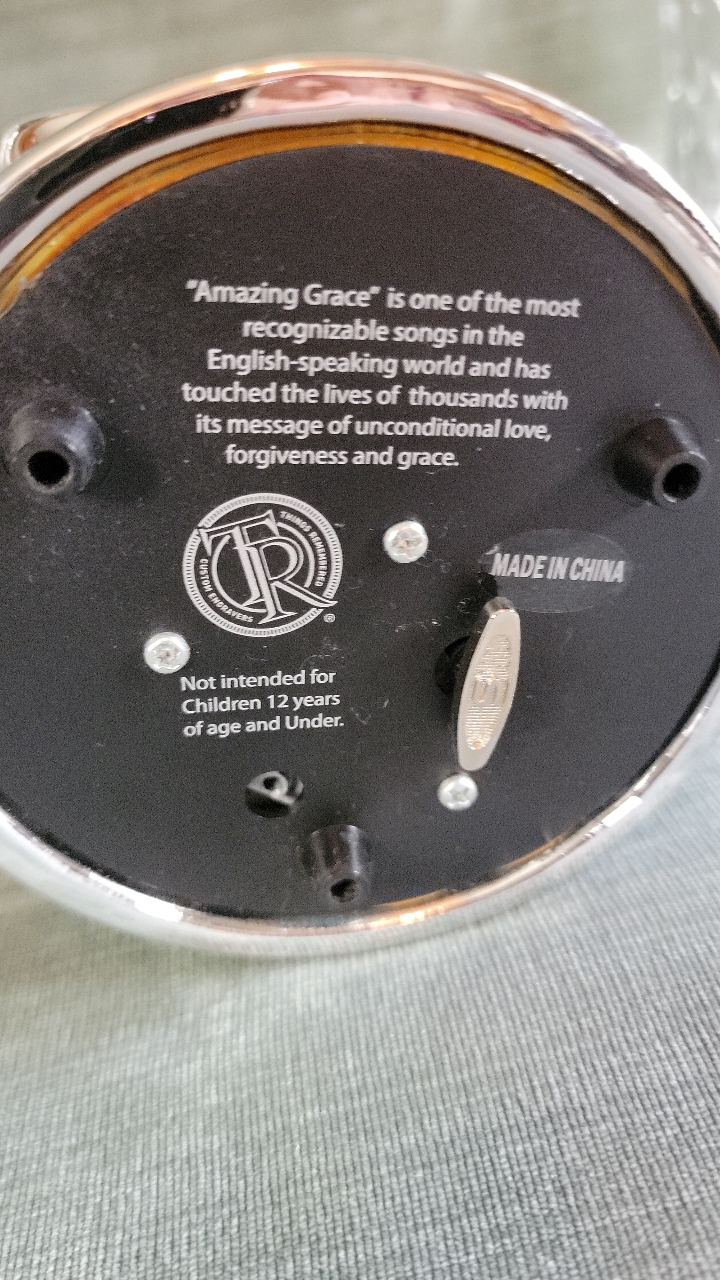 "Amazing Grace" is one of the most
recognizable songs in the
English-speaking world and has
touched the lives of thousands with
its message of unconditional love,
forgiveness and grace.
TR
THINGS REMEMBERED
CUSTOM ENGRAVERS
®
MADE IN CHINA
Not intended for
Children 12 years
of age and Under.